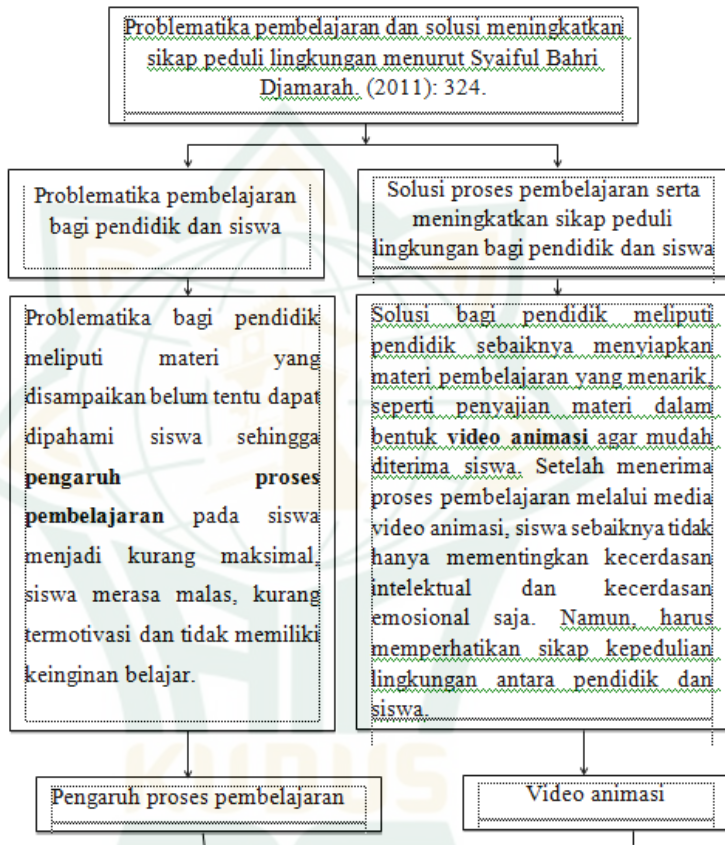 Problematika pembelajaran dan solusi meningkatkan
sikap peduli lingkungan menurut Syaiful Bahri
Djamarah. (2011): 324.
Problematika pembelajaran
bagi pendidik dan siswa
Solusi proses pembelajaran serta
meningkatkan sikap peduli
lingkungan bagi pendidik dan siswa
Problematika bagi pendidik
meliputi materi yang
disampaikan belum tentu dapat
dipahami siswa sehingga
pengaruh proses
pembelajaran pada siswa
menjadi kurang maksimal,
siswa merasa malas, kurang
termotivasi dan tidak memiliki
keinginan belajar.
Solusi bagi pendidik meliputi
pendidik sebaiknya menyiapkan
materi pembelajaran yang menarik,
seperti penyajian materi dalam
bentuk video animasi agar mudah
diterima siswa. Setelah menerima
proses pembelajaran melalui media
video animasi, siswa sebaiknya tidak
hanya mementingkan kecerdasan
intelektual dan kecerdasan
emosional saja. Namun, harus
memperhatikan sikap kepedulian
lingkungan antara pendidik dan
siswa.
KUDUS
Pengaruh proses pembelajaran
Video animasi